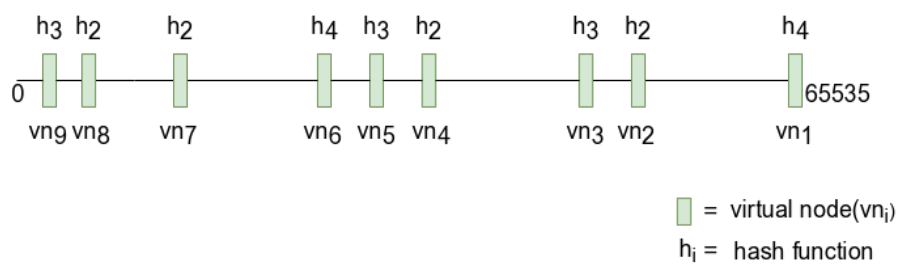 h₃ h₂ h₂ h₄ h₃ h₂ h₃ h₂ h₄
0 65535
vn₉ vn₈ vn₇ vn₆ vn₅ vn₄ vn₃ vn₂ vn₁
= virtual node(vnᵢ)
hᵢ = hash function